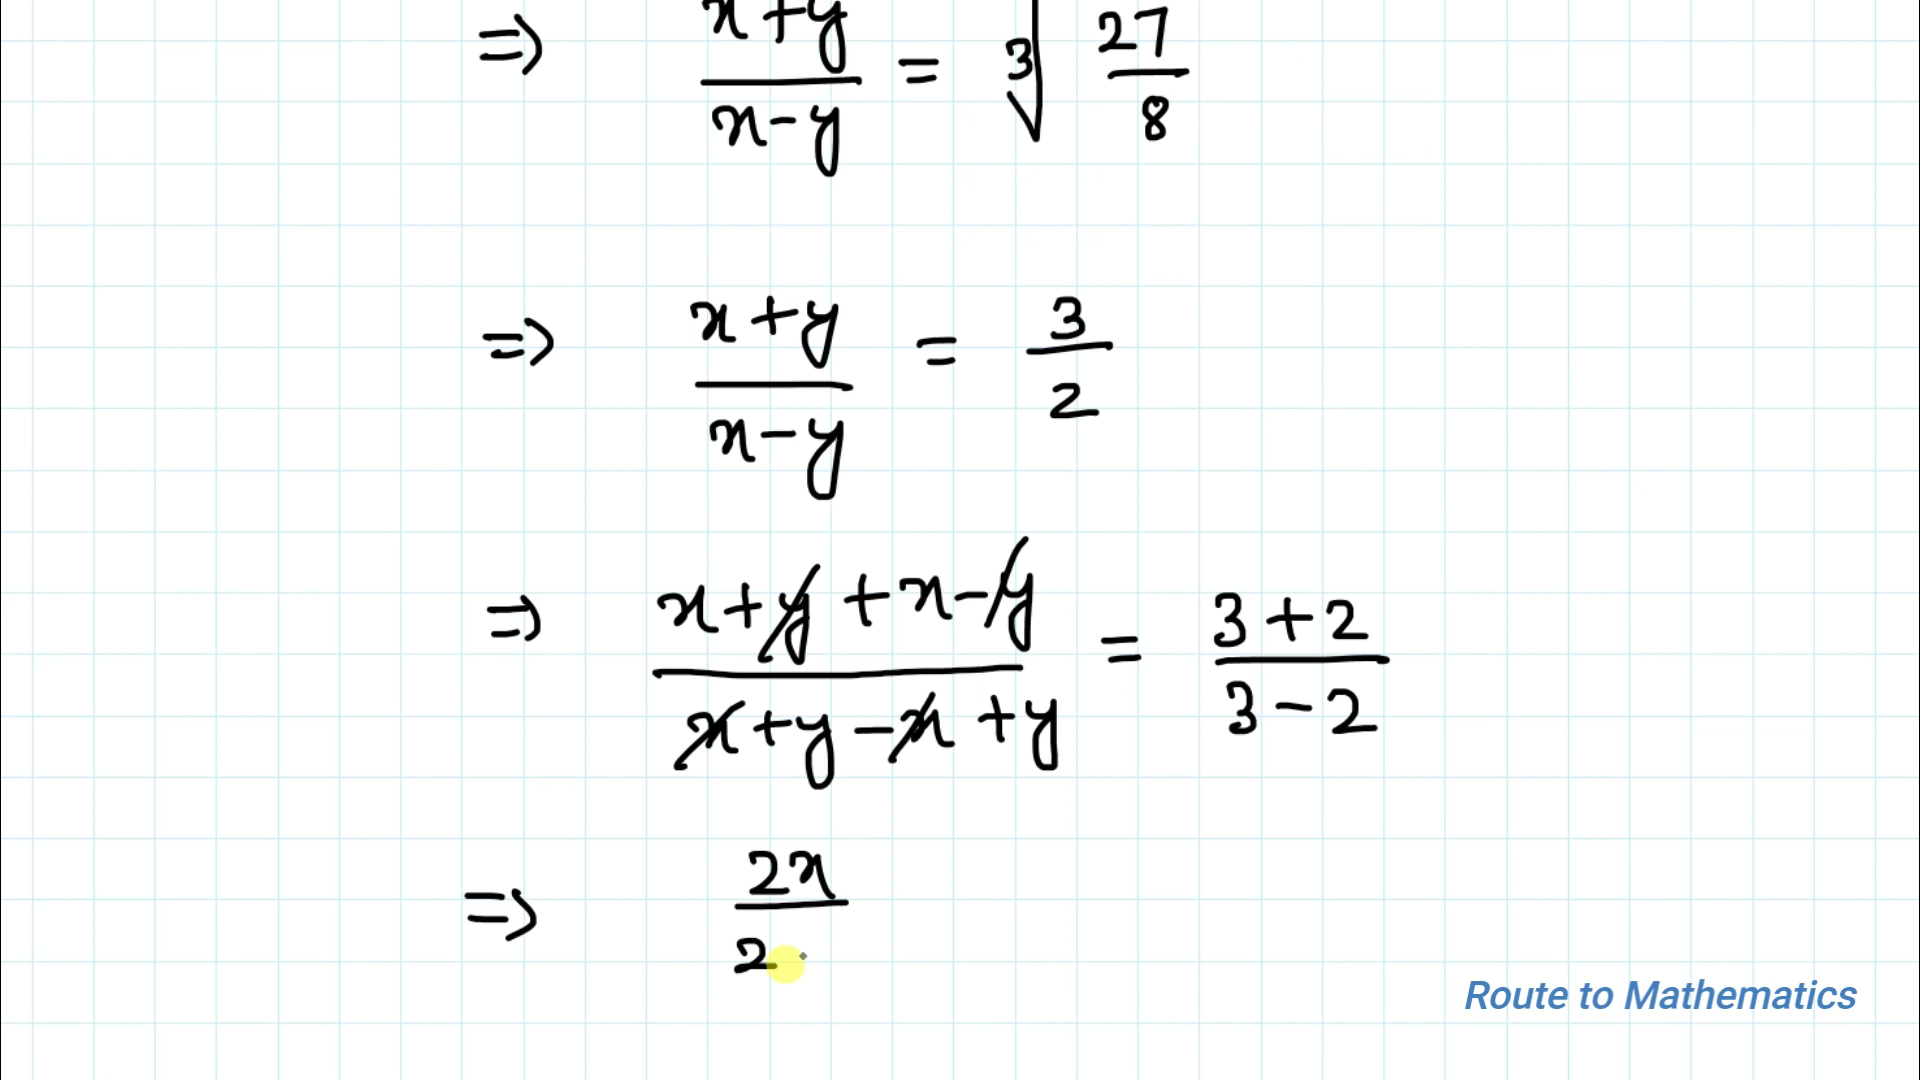 ⇒ (x+y)/(x-y) = ∛(27/8)
⇒ (x+y)/(x-y) = 3/2
⇒ (x+y+x-y)/(x+y-x+y) = (3+2)/(3-2)
⇒ 2x/2
Route to Mathematics